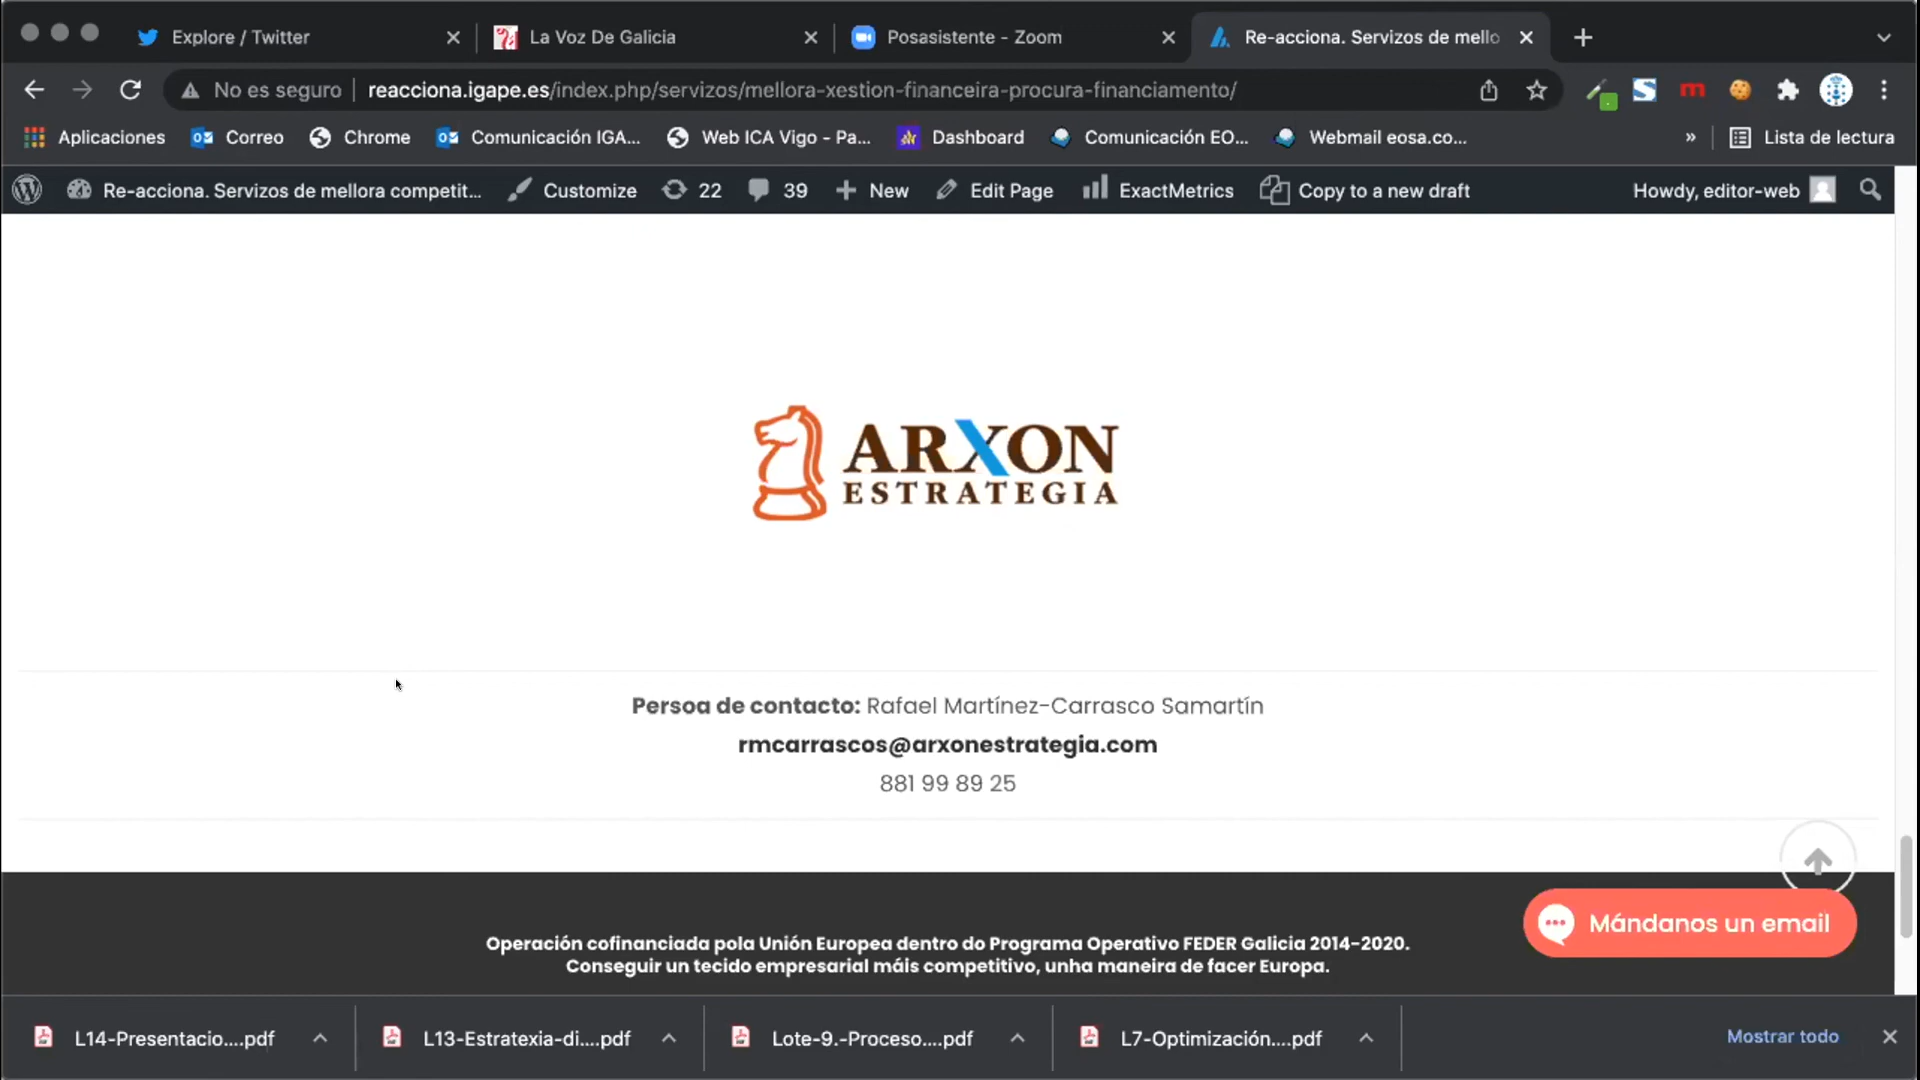 Explore / Twitter
La Voz De Galicia
Posasistente - Zoom
Re-acciona. Servizos de mello
No es seguro
reacciona.igape.es/index.php/servizos/mellora-xestion-financeira-procura-financiamento/
Aplicaciones
Correo
Chrome
Comunicación IGA...
Web ICA Vigo - Pa...
Dashboard
Comunicación EO...
Webmail eosa.co...
»
Lista de lectura
Re-acciona. Servizos de mellora competit...
Customize
22
39
New
Edit Page
ExactMetrics
Copy to a new draft
Howdy, editor-web
ARXON
ESTRATEGIA
Persoa de contacto: Rafael Martínez-Carrasco Samartín
rmcarrascos@arxonestrategia.com
881 99 89 25
Mándanos un email
Operación cofinanciada pola Unión Europea dentro do Programa Operativo FEDER Galicia 2014-2020.
Conseguir un tecido empresarial máis competitivo, unha maneira de facer Europa.
L14-Presentacio....pdf
L13-Estratexia-di....pdf
Lote-9.-Proceso....pdf
L7-Optimización....pdf
Mostrar todo